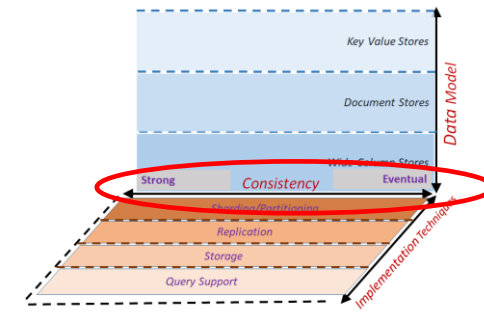 Key Value Stores
Document Stores
Wide Column Stores
Data Model
Strong
Consistency
Eventual
Sharding/Partitioning
Replication
Storage
Query Support
Implementation Techniques